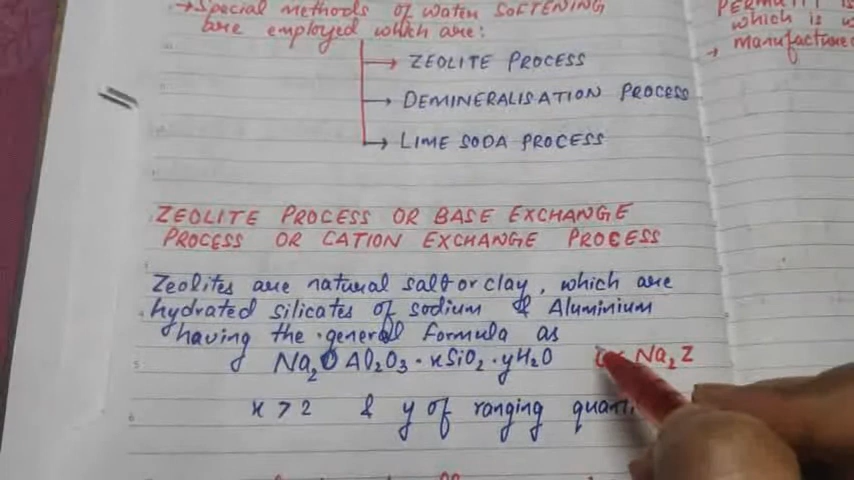 → Special methods of water SOFTENING
are employed which are:
→ ZEOLITE PROCESS
→ DEMINERALISATION PROCESS
→ LIME SODA PROCESS
ZEOLITE PROCESS OR BASE EXCHANGE
PROCESS OR CATION EXCHANGE PROCESS
Zeolites are natural salt or clay, which are
hydrated silicates of sodium & Aluminium
having the general formula as
Na₂O Al₂O₃ · xSiO₂ · yH₂O Na₂Z
x > 2 & y of ranging
which is
→ manufacture